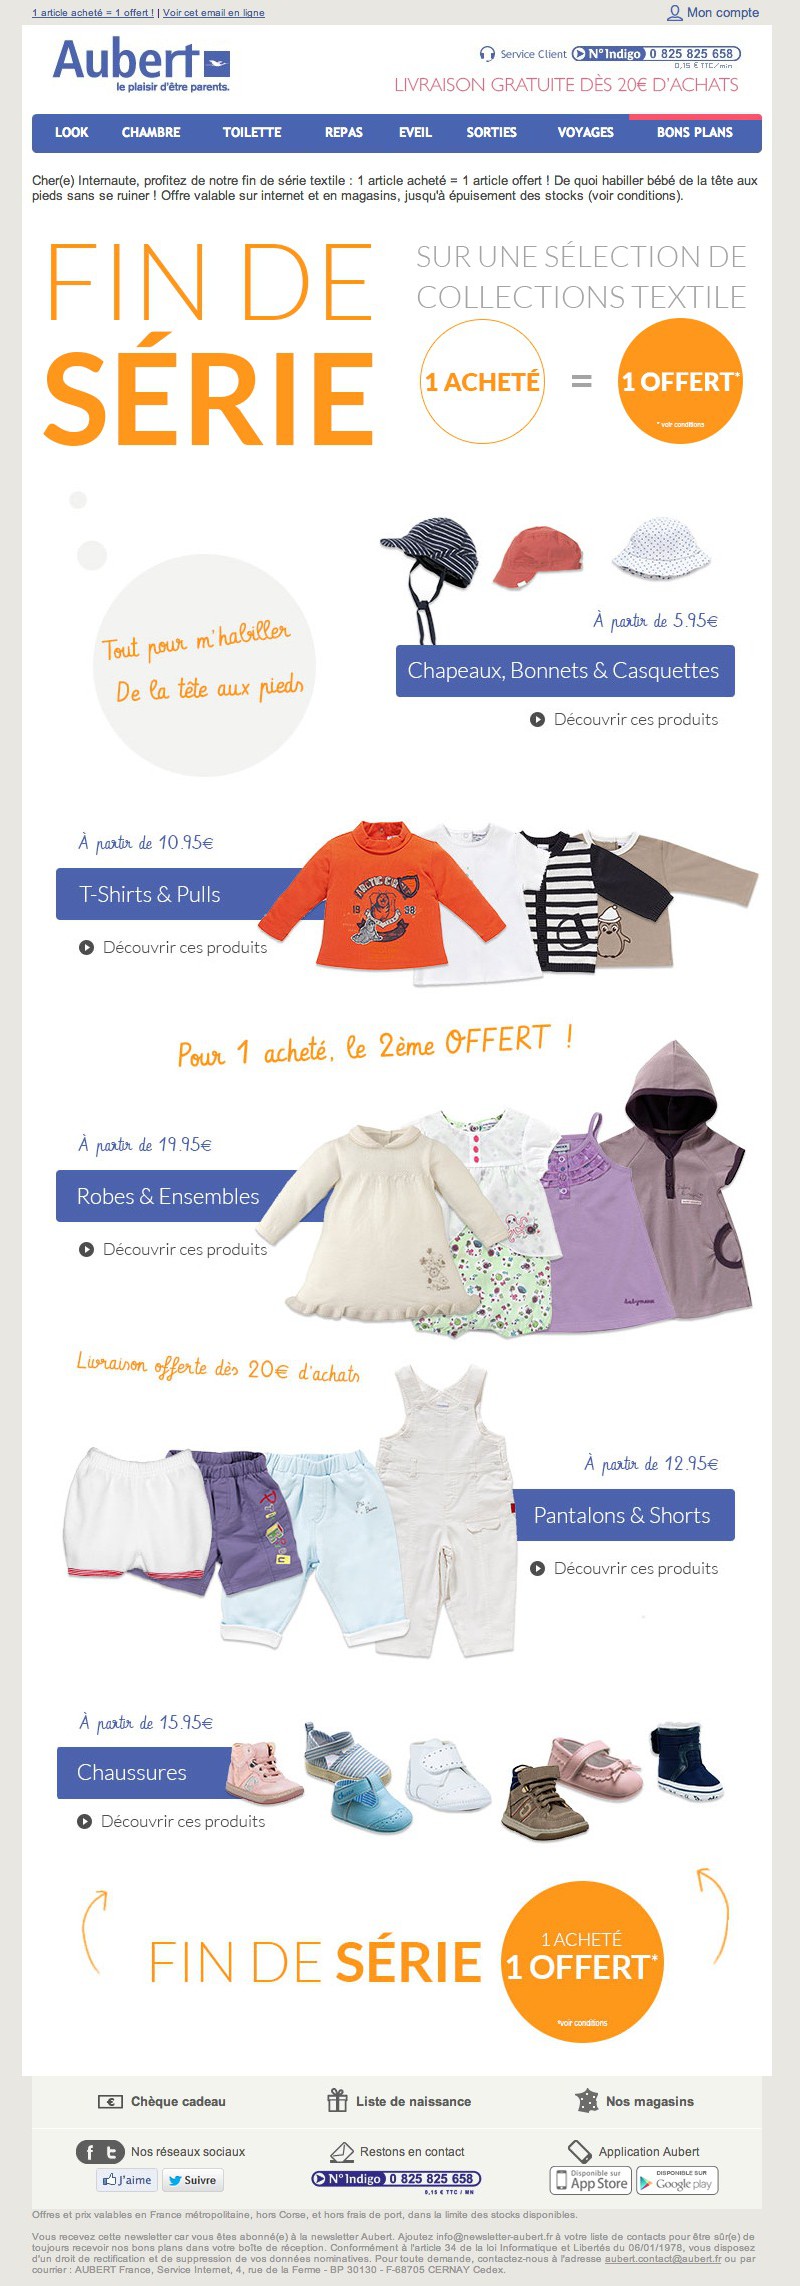 1 article acheté = 1 offert ! | Voir cet email en ligne
Mon compte
Aubert
le plaisir d'être parents.
Service Client N°Indigo 0 825 825 658
0,15 € TTC/min
LIVRAISON GRATUITE DÈS 20€ D'ACHATS
LOOK CHAMBRE TOILETTE REPAS EVEIL SORTIES VOYAGES BONS PLANS
Cher(e) Internaute, profitez de notre fin de série textile : 1 article acheté = 1 article offert ! De quoi habiller bébé de la tête aux
pieds sans se ruiner ! Offre valable sur internet et en magasins, jusqu'à épuisement des stocks (voir conditions).
FIN DE
SÉRIE
SUR UNE SÉLECTION DE
COLLECTIONS TEXTILE
1 ACHETÉ = 1 OFFERT*
* voir conditions
Tout pour m'habiller
De la tête aux pieds
À partir de 5.95€
Chapeaux, Bonnets & Casquettes
Découvrir ces produits
À partir de 10.95€
T-Shirts & Pulls
Découvrir ces produits
19 58
Pour 1 acheté, le 2ème OFFERT !
À partir de 19.95€
Robes & Ensembles
Découvrir ces produits
Livraison offerte dès 20€ d'achats
À partir de 12.95€
Pantalons & Shorts
Découvrir ces produits
À partir de 15.95€
Chaussures
Découvrir ces produits
FIN DE SÉRIE
1 ACHETÉ
1 OFFERT*
*voir conditions
Chèque cadeau
Liste de naissance
Nos magasins
Nos réseaux sociaux
J'aime
Suivre
Restons en contact
N°Indigo 0 825 825 658
0,15 € TTC / MN
Application Aubert
Disponible sur
App Store
DISPONIBLE SUR
Google play
Offres et prix valables en France métropolitaine, hors Corse, et hors frais de port, dans la limite des stocks disponibles.
Vous recevez cette newsletter car vous êtes abonné(e) à la newsletter Aubert. Ajoutez info@newsletter-aubert.fr à votre liste de contacts pour être sûr(e) de
toujours recevoir nos bons plans dans votre boîte de réception. Conformément à l'article 34 de la loi Informatique et Libertés du 06/01/1978, vous disposez
d'un droit de rectification et de suppression de vos données nominatives. Pour toute demande, contactez-nous à l'adresse aubert.contact@aubert.fr ou par
courrier : AUBERT France, Service Internet, 4, rue de la Ferme - BP 30130 - F-68705 CERNAY Cedex.